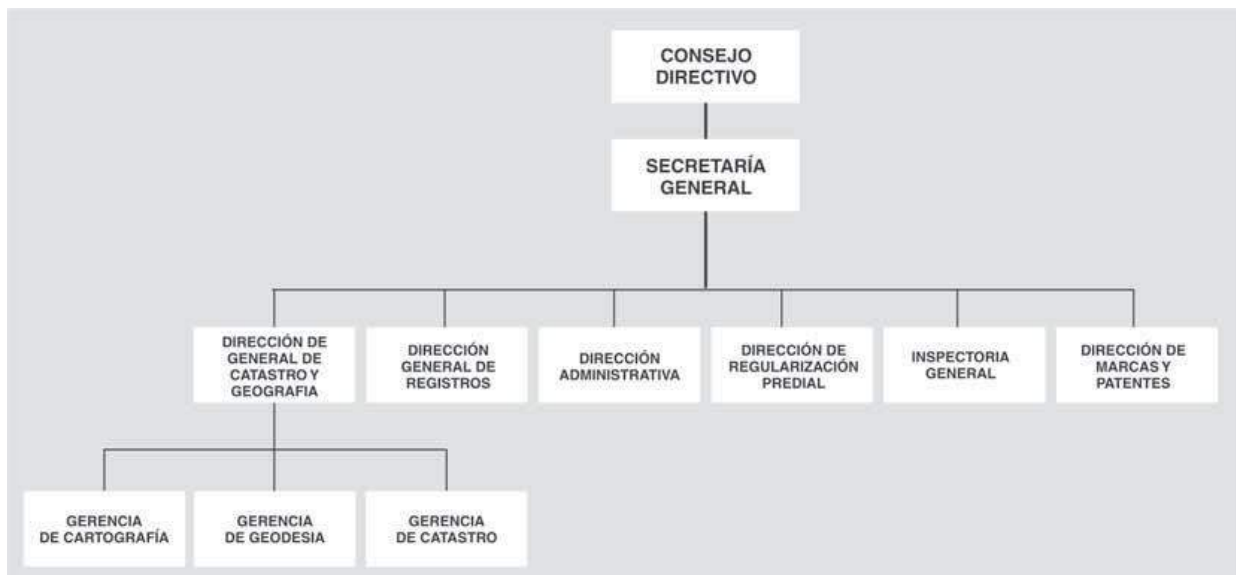 CONSEJO
DIRECTIVO
SECRETARÍA
GENERAL
DIRECCIÓN DE
GENERAL DE
CATASTRO Y
GEOGRAFIA
DIRECCIÓN
GENERAL DE
REGISTROS
DIRECCIÓN
ADMINISTRATIVA
DIRECCIÓN DE
REGULARIZACIÓN
PREDIAL
INSPECTORIA
GENERAL
DIRECCIÓN DE
MARCAS Y
PATENTES
GERENCIA
DE CARTOGRAFÍA
GERENCIA
DE GEODESIA
GERENCIA
DE CATASTRO